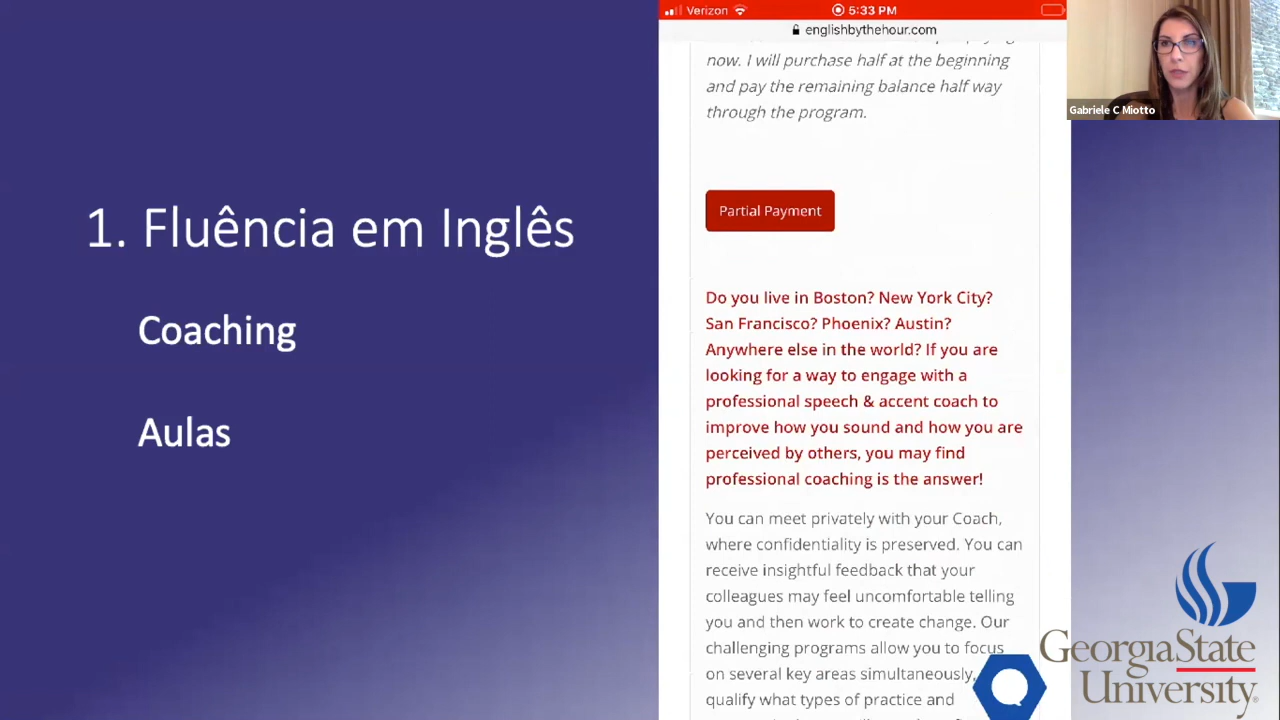 1. Fluência em Inglês
Coaching
Aulas
Verizon
5:33 PM
englishbythehour.com
now. I will purchase half at the beginning
and pay the remaining balance half way
through the program.
Partial Payment
Do you live in Boston? New York City?
San Francisco? Phoenix? Austin?
Anywhere else in the world? If you are
looking for a way to engage with a
professional speech & accent coach to
improve how you sound and how you are
perceived by others, you may find
professional coaching is the answer!
You can meet privately with your Coach,
where confidentiality is preserved. You can
receive insightful feedback that your
colleagues may feel uncomfortable telling
you and then work to create change. Our
challenging programs allow you to focus
on several key areas simultaneously,
qualify what types of practice and
Gabriele C Miotto
GeorgiaState
University